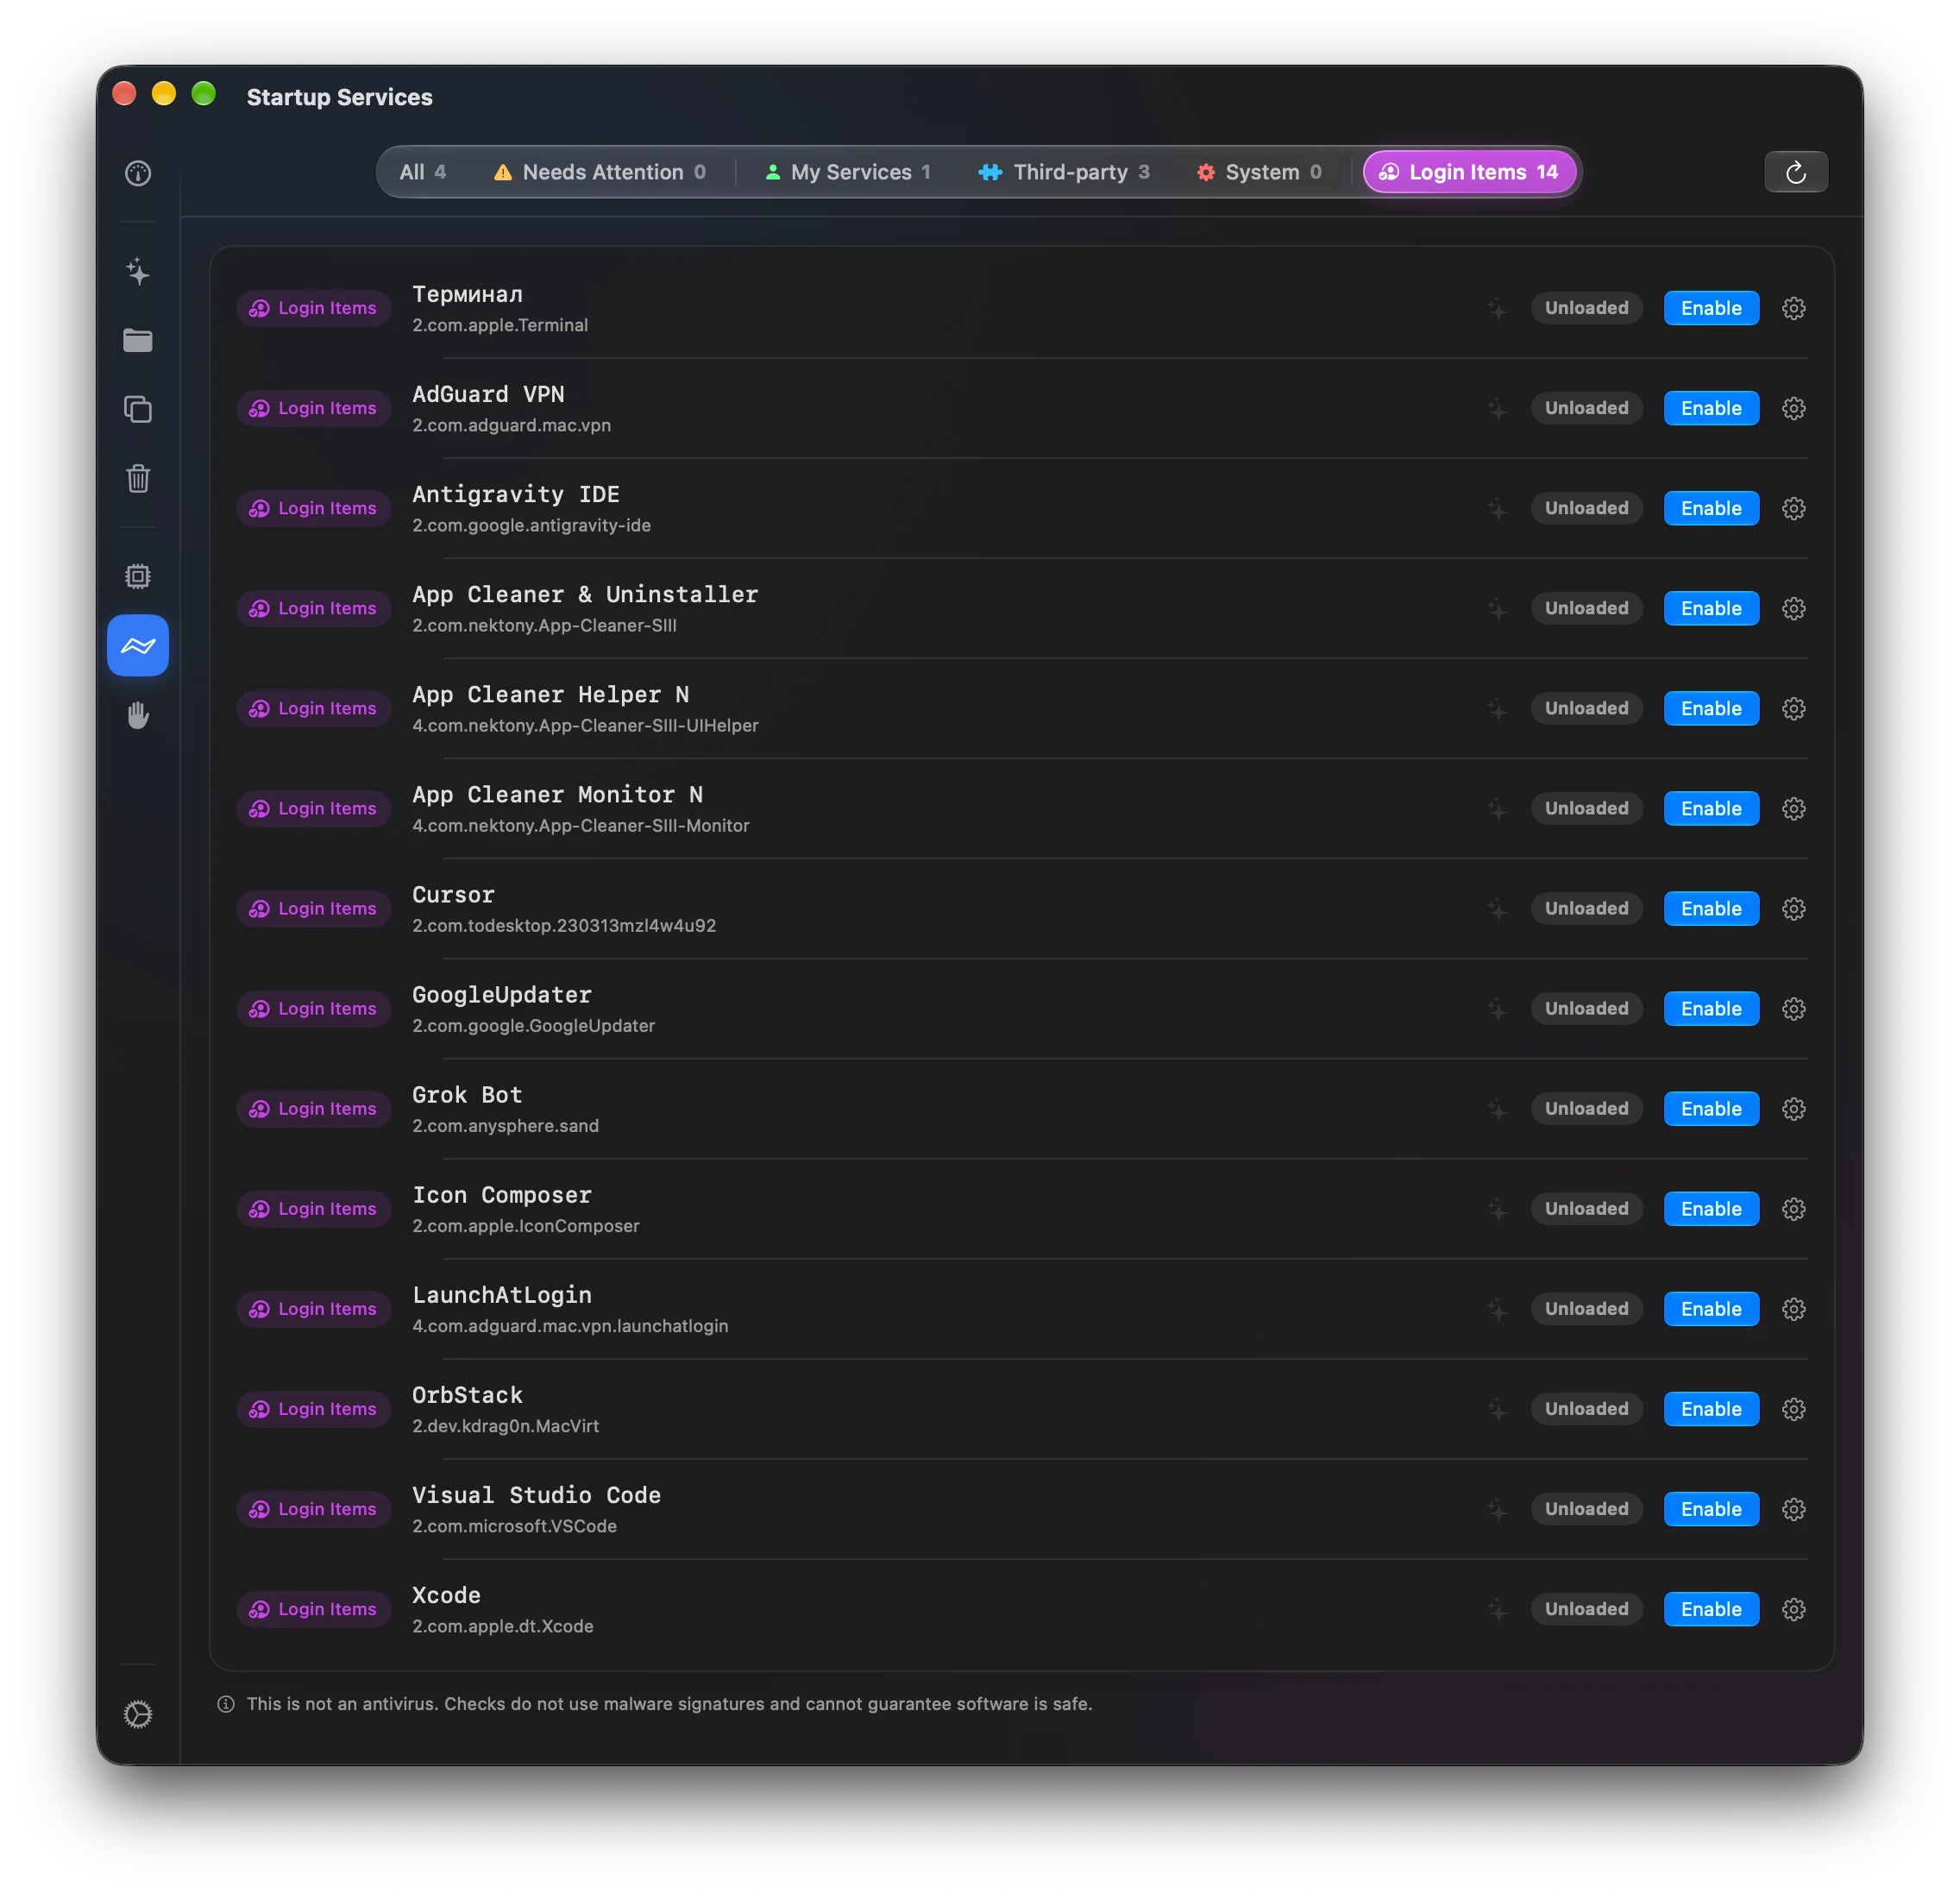 Startup Services
All 4 Needs Attention 0 My Services 1 Third-party 3 System 0 Login Items 14
Login Items Терминал Unloaded Enable
2.com.apple.Terminal
Login Items AdGuard VPN Unloaded Enable
2.com.adguard.mac.vpn
Login Items Antigravity IDE Unloaded Enable
2.com.google.antigravity-ide
Login Items App Cleaner & Uninstaller Unloaded Enable
2.com.nektony.App-Cleaner-SIII
Login Items App Cleaner Helper N Unloaded Enable
4.com.nektony.App-Cleaner-SIII-UIHelper
Login Items App Cleaner Monitor N Unloaded Enable
4.com.nektony.App-Cleaner-SIII-Monitor
Login Items Cursor Unloaded Enable
2.com.todesktop.230313mzl4w4u92
Login Items GoogleUpdater Unloaded Enable
2.com.google.GoogleUpdater
Login Items Grok Bot Unloaded Enable
2.com.anysphere.sand
Login Items Icon Composer Unloaded Enable
2.com.apple.IconComposer
Login Items LaunchAtLogin Unloaded Enable
4.com.adguard.mac.vpn.launchatlogin
Login Items OrbStack Unloaded Enable
2.dev.kdrag0n.MacVirt
Login Items Visual Studio Code Unloaded Enable
2.com.microsoft.VSCode
Login Items Xcode Unloaded Enable
2.com.apple.dt.Xcode
This is not an antivirus. Checks do not use malware signatures and cannot guarantee software is safe.